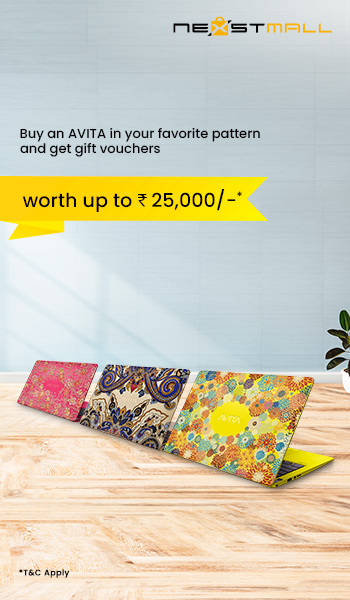 NEXSTMALL
Buy an AVITA in your favorite pattern
and get gift vouchers
worth up to ₹ 25,000/-*
AVITA
*T&C Apply